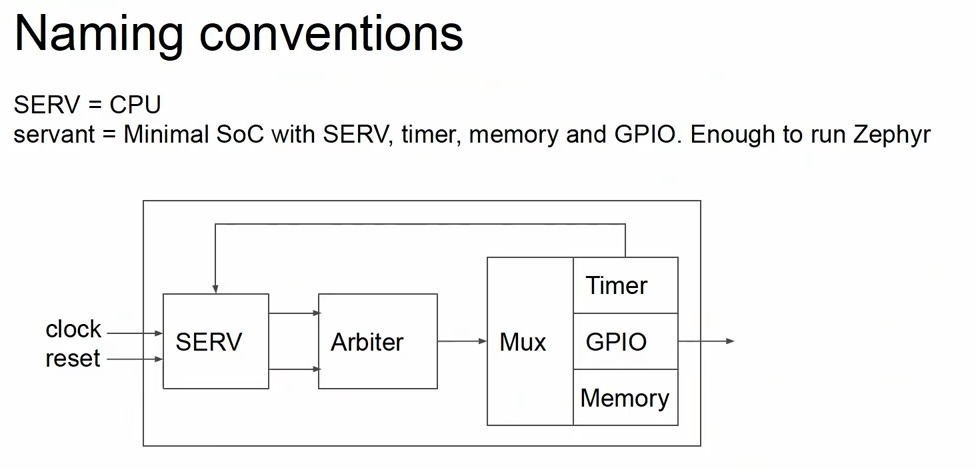 Naming conventions
SERV = CPU
servant = Minimal SoC with SERV, timer, memory and GPIO. Enough to run Zephyr
clock
reset
SERV
Arbiter
Mux
Timer
GPIO
Memory